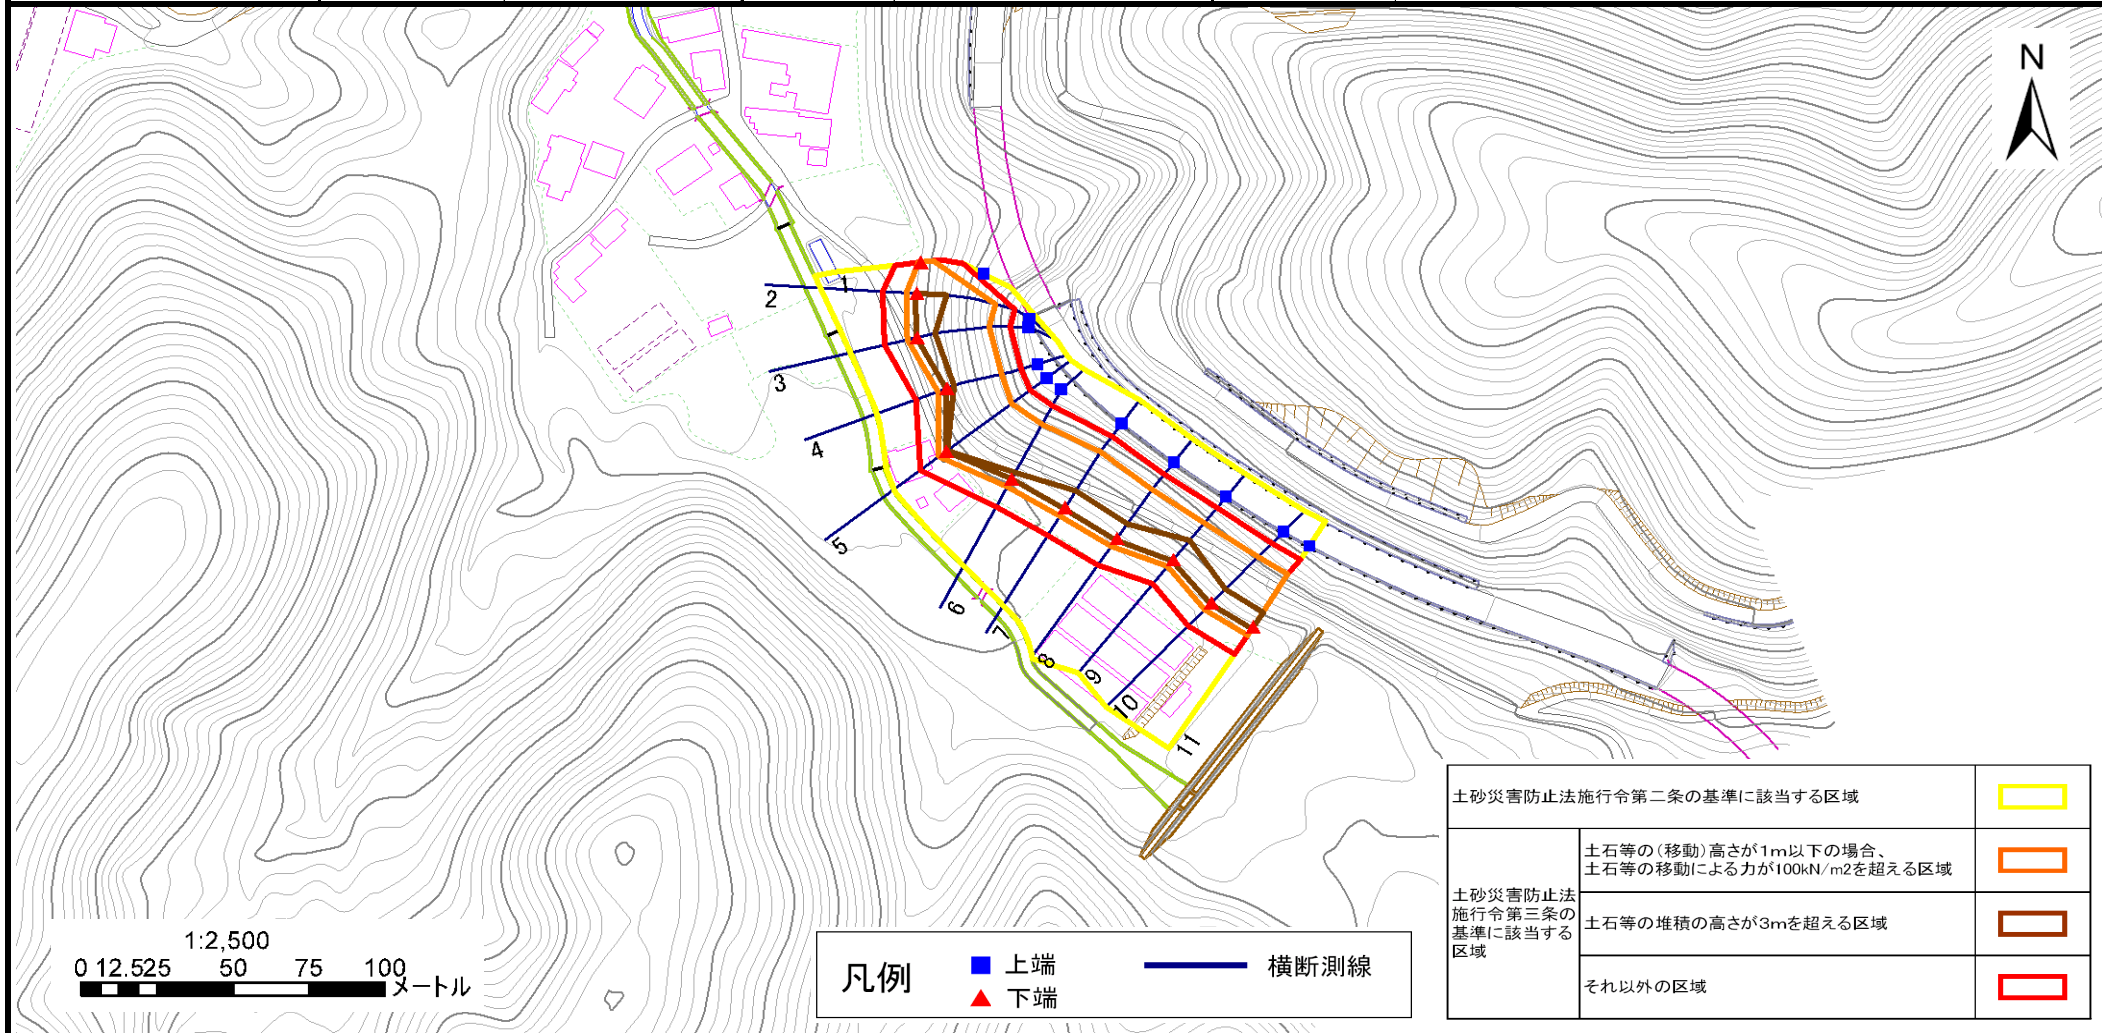 N
1
2
3
4
5
6
7
8
9
10
11
1:2,500
0 12.525 50 75 100
メートル
凡例
上端
下端
横断測線
土砂災害防止法施行令第二条の基準に該当する区域
土砂災害防止法
施行令第三条の
基準に該当する
区域
土石等の(移動)高さが1m以下の場合、
土石等の移動による力が100kN/m2を超える区域
土石等の堆積の高さが3mを超える区域
それ以外の区域